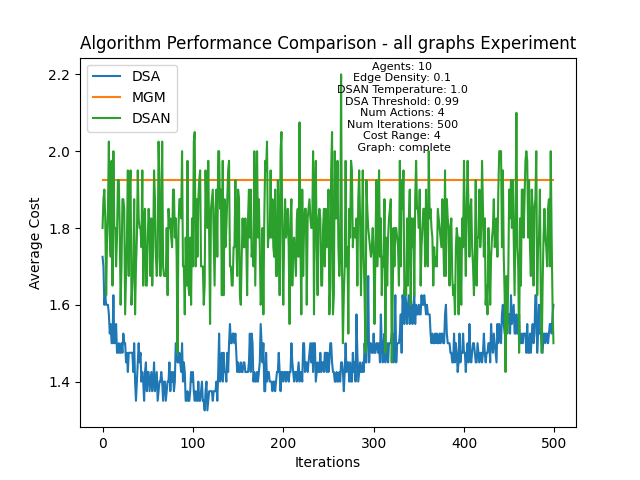 Algorithm Performance Comparison - all graphs Experiment
DSA
MGM
DSAN
Agents: 10
Edge Density: 0.1
DSAN Temperature: 1.0
DSA Threshold: 0.99
Num Actions: 4
Num Iterations: 500
Cost Range: 4
Graph: complete
Average Cost
2.2
2.0
1.8
1.6
1.4
0
100
200
300
400
500
Iterations